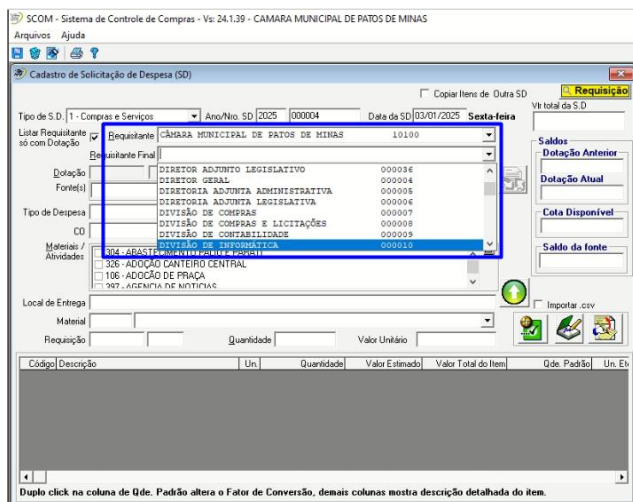 SCOM - Sistema de Controle de Compras - Vs: 24.1.39 - CAMARA MUNICIPAL DE PATOS DE MINAS
Arquivos Ajuda
Cadastro de Solicitação de Despesa (SD)
Copiar Itens de Outra SD Requisição
Tipo de S.D. 1 - Compras e Serviços Ano/Nro. SD 2025 000004 Data da SD 03/01/2025 Sexta-feira Vlr total da S.D
Listar Requisitante só com Dotação Requisitante CÂMARA MUNICIPAL DE PATOS DE MINAS 10100
Requisitante Final
Saldos
Dotação Anterior
Dotação
DIRETOR ADJUNTO LEGISLATIVO 000036
DIRETOR GERAL 000004
Dotação Atual
Fonte(s)
DIRETORIA ADJUNTA ADMINISTRATIVA 000005
DIRETORIA ADJUNTA LEGISLATIVA 000006
Tipo de Despesa
DIVISÃO DE COMPRAS 000007
Cota Disponível
DIVISÃO DE COMPRAS E LICITAÇÕES 000008
CO
DIVISÃO DE CONTABILIDADE 000009
DIVISÃO DE INFORMÁTICA 000010
Saldo da fonte
Materiais / Atividades
304 - ABASTECIMENTO
326 - ADOÇÃO CANTEIRO CENTRAL
106 - ADOÇÃO DE PRAÇA
397 - AGENCIA DE NOTICIAS
Local de Entrega
Importar .csv
Material
Requisição Quantidade Valor Unitário
Código Descrição Un. Quantidade Valor Estimado Valor Total do Item Qde. Padrão Un. Et
Duplo click na coluna de Qde. Padrão altera o Fator de Conversão, demais colunas mostra descrição detalhada do item.